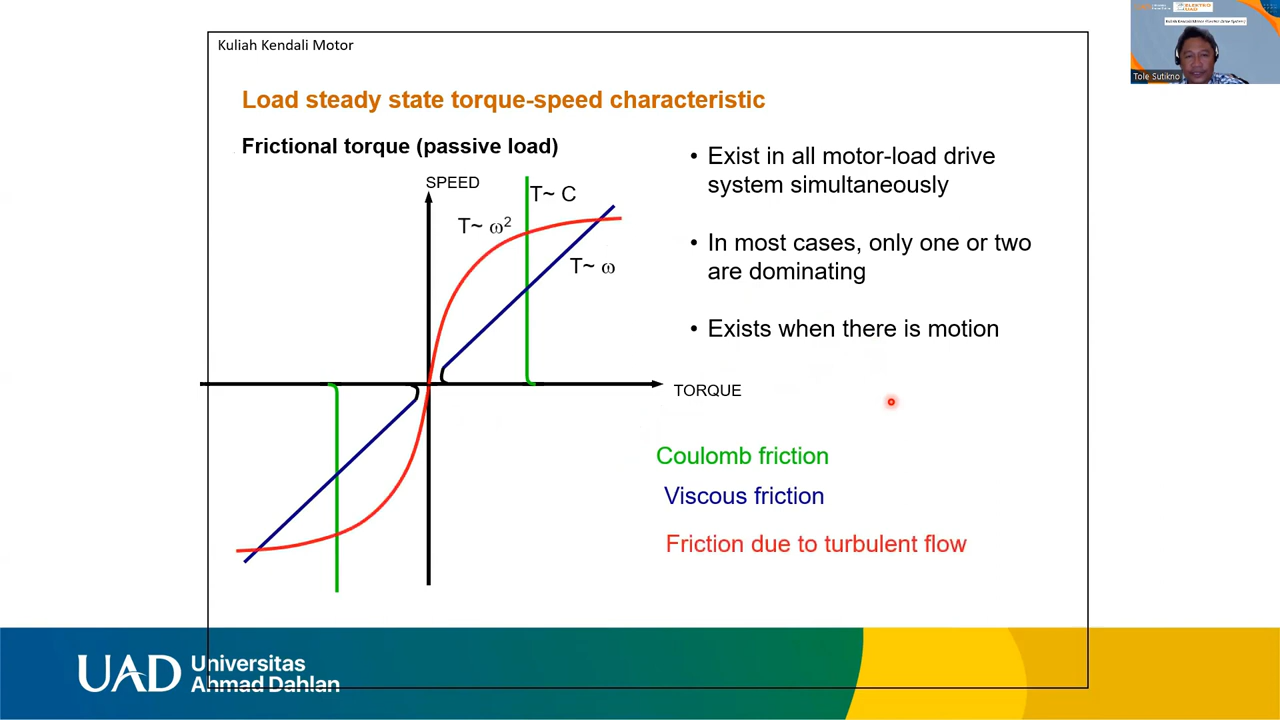 Kuliah Kendali Motor
Load steady state torque-speed characteristic
Frictional torque (passive load)
SPEED
T~ C
T~ ω²
T~ ω
TORQUE
• Exist in all motor-load drive
system simultaneously
• In most cases, only one or two
are dominating
• Exists when there is motion
Coulomb friction
Viscous friction
Friction due to turbulent flow
UAD
Universitas
Ahmad Dahlan
Tole Sutikno